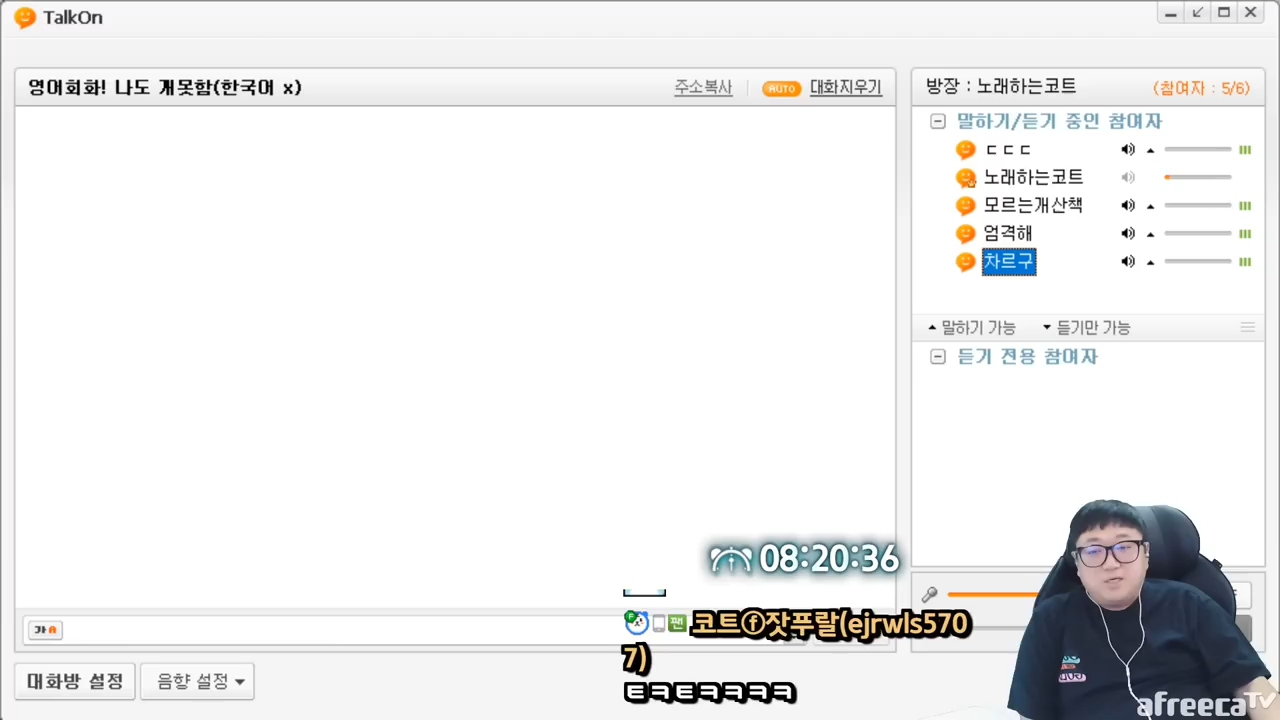 TalkOn
영어회화! 나도 개못함(한국어 x)
주소복사
AUTO
대화지우기
방장 : 노래하는코트
(참여자 : 5/6)
말하기/듣기 중인 참여자
ㄷㄷㄷ
노래하는코트
모르는개산책
엄격해
차르구
말하기 가능
듣기만 가능
듣기 전용 참여자
08:20:36
가A
팬 코트ⓕ잣푸랄(ejrwls570
7)
ㅌㅋㅌㅋㅋㅋㅋ
대화방 설정
음향 설정
afreecaTV